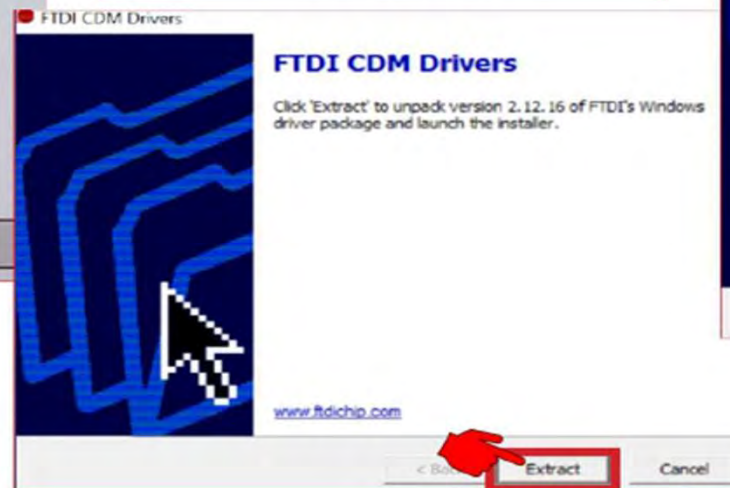 FTDI CDM Drivers
FTDI CDM Drivers
Click 'Extract' to unpack version 2.12.16 of FTDI's Windows
driver package and launch the installer.
www.ftdichip.com
Extract
Cancel